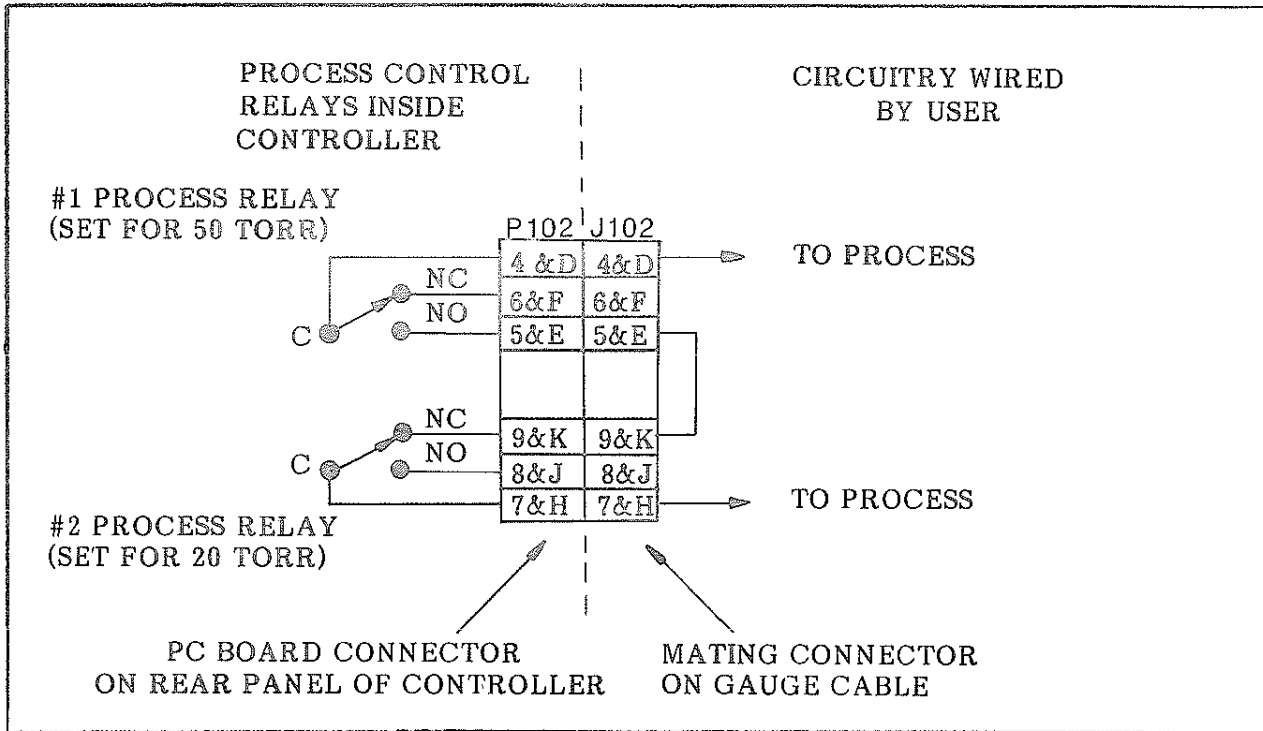 PROCESS CONTROL
RELAYS INSIDE
CONTROLLER
CIRCUITRY WIRED
BY USER
#1 PROCESS RELAY
(SET FOR 50 TORR)
P102 J102
4 &D 4&D
TO PROCESS
NC
6&F 6&F
NO
C
5&E 5&E
NC
9&K 9&K
NO
C
8&J 8&J
7&H 7&H
TO PROCESS
#2 PROCESS RELAY
(SET FOR 20 TORR)
PC BOARD CONNECTOR
ON REAR PANEL OF CONTROLLER
MATING CONNECTOR
ON GAUGE CABLE